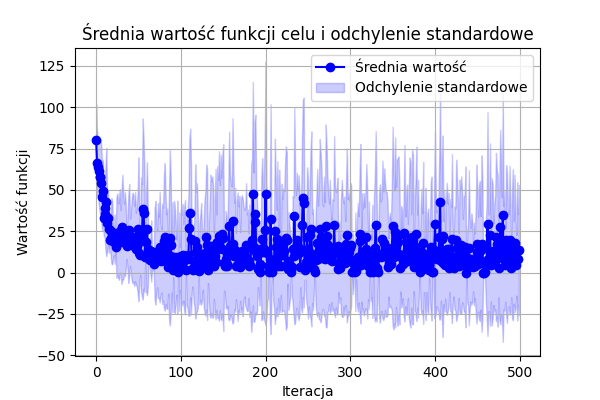 Średnia wartość funkcji celu i odchylenie standardowe
Średnia wartość
Odchylenie standardowe
Wartość funkcji
125
100
75
50
25
0
−25
−50
0
100
200
300
400
500
Iteracja